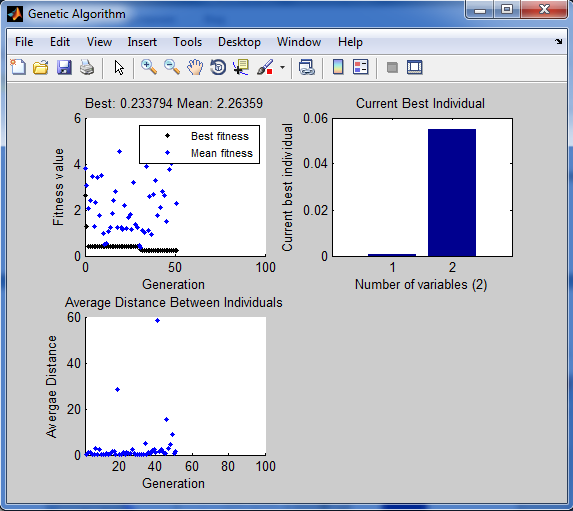 Genetic Algorithm
File Edit View Insert Tools Desktop Window Help
Best: 0.233794 Mean: 2.26359
6
4
2
0
0 50 100
Fitness value
Generation
Best fitness
Mean fitness
Current Best Individual
0.06
0.04
0.02
0
1 2
Current best individual
Number of variables (2)
Average Distance Between Individuals
60
40
20
0
20 40 60 80 100
Avergae Distance
Generation